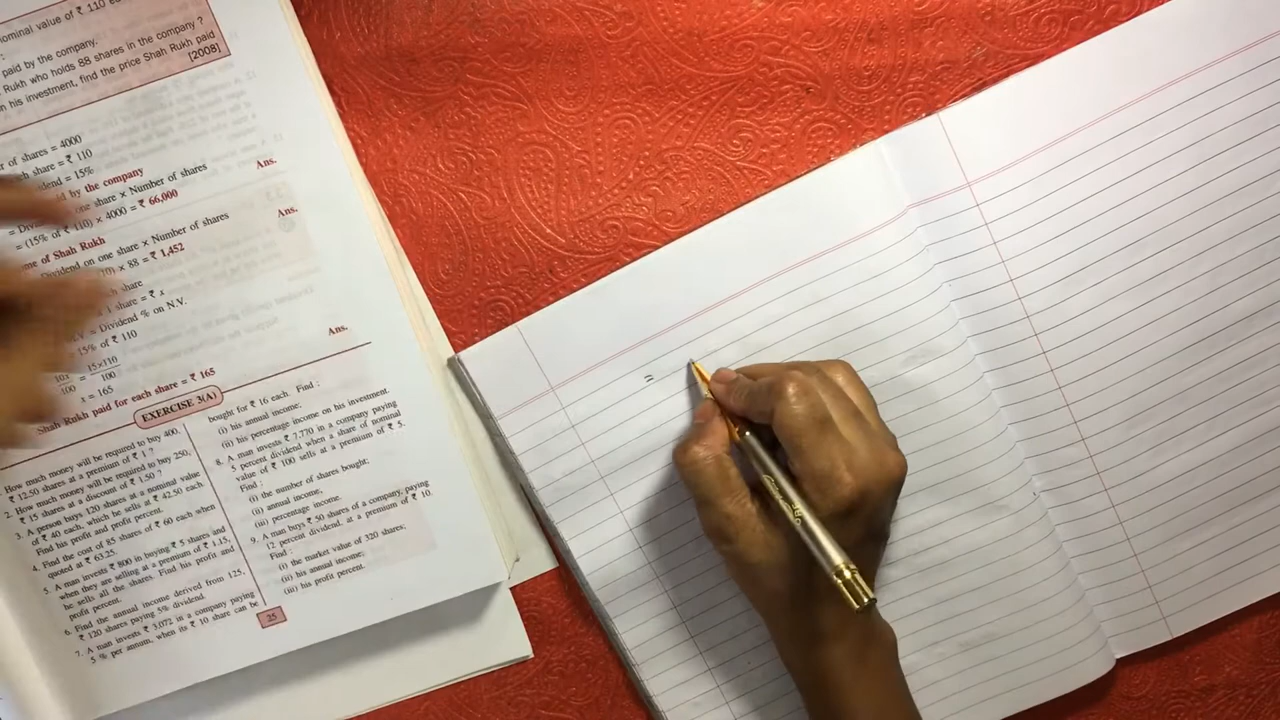 nominal value of ₹ 110 each
:
paid by the company.
Rukh who holds 88 shares in the company ?
n his investment, find the price Shah Rukh paid
[2008]
r of shares = 4000
ch share = ₹ 110
dend = 15%
id by the company
= Div one share × Number of shares
= (15% of ₹ 110) × 4000 = ₹ 66,000 Ans.
me of Shah Rukh
Dividend on one share × Number of shares
10) × 88 = ₹ 1,452 Ans.
h share
1 share = ₹ x
.V = Dividend % on N.V.
15% of ₹ 110
10x/100 = 15×110/100
x = 165
Shah Rukh paid for each share = ₹ 165 Ans.
EXERCISE 3(A)
How much money will be required to buy 400,
₹ 12.50 shares at a premium of ₹ 1 ?
2. How much money will be required to buy 250,
₹ 15 shares at a discount of ₹ 1.50 ?
3. A person buys 120 shares at a nominal value
of ₹ 40 each, which he sells at ₹ 42.50 each
Find his profit and profit percent.
4. Find the cost of 85 shares of ₹ 60 each when
quoted at ₹ 63.25.
5. A man invests ₹ 800 in buying ₹ 5 shares and
when they are selling at a premium of ₹ 1.15,
he sells all the shares. Find his profit and
profit percent.
6. Find the annual income derived from 125,
₹ 120 shares paying 5% dividend.
7. A man invests ₹ 3,072 in a company paying
5 % per annum, when its ₹ 10 share can be
bought for ₹ 16 each. Find :
(i) his annual income;
(ii) his percentage income on his investment.
8. A man invests ₹ 7,770 in a company paying
5 percent dividend when a share of nominal
value of ₹ 100 sells at a premium of ₹ 5.
Find :
(i) the number of shares bought;
(ii) annual income;
(iii) percentage income.
9. A man buys ₹ 50 shares of a company, paying
12 percent dividend, at a premium of ₹ 10.
Find :
(i) the market value of 320 shares;
(ii) his annual income;
(iii) his profit percent.
25
=